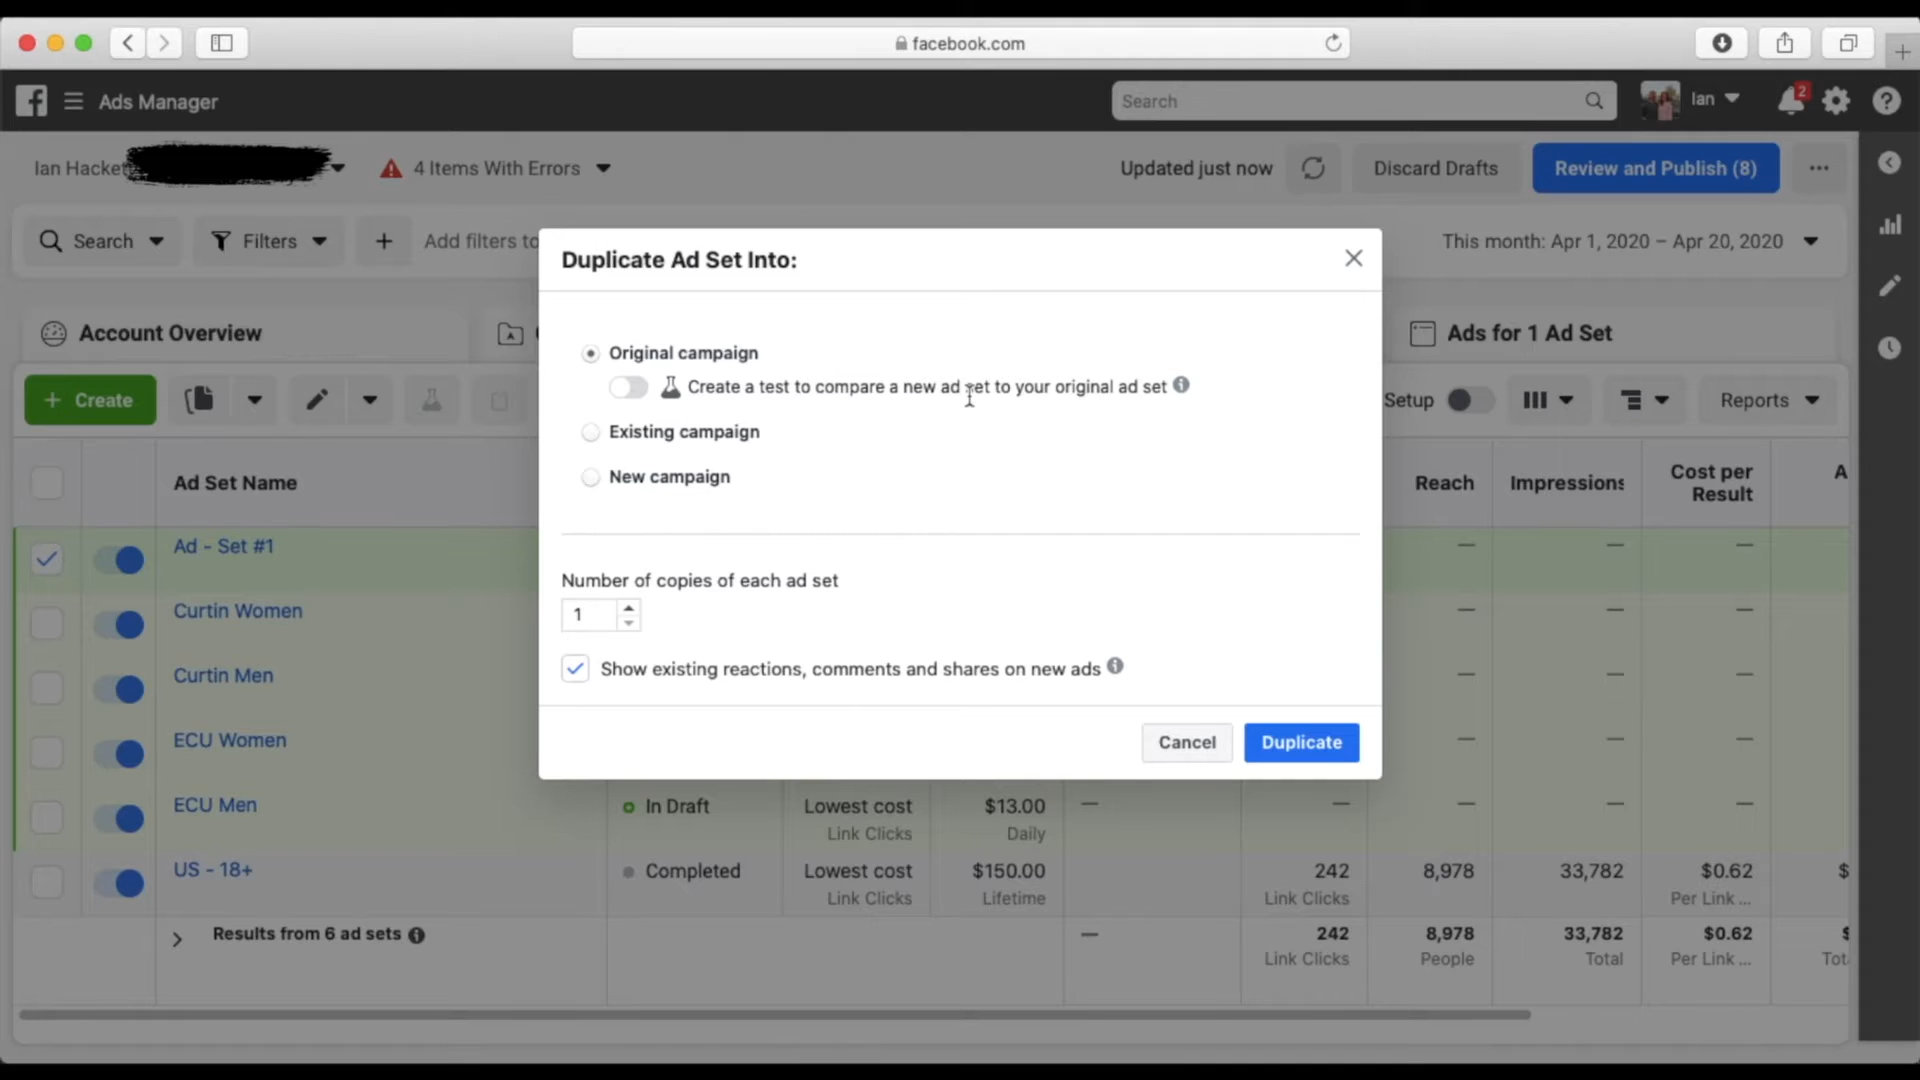 facebook.com
Ads Manager
Search
Ian
2
Ian Hacket
4 Items With Errors
Updated just now
Discard Drafts
Review and Publish (8)
Search
Filters
Add filters to
This month: Apr 1, 2020 – Apr 20, 2020
Duplicate Ad Set Into:
Account Overview
Ads for 1 Ad Set
Original campaign
Create a test to compare a new ad set to your original ad set
Existing campaign
New campaign
Create
Setup
Reports
Ad Set Name
Reach
Impressions
Cost per
Result
A
Ad - Set #1
Curtin Women
Curtin Men
ECU Women
ECU Men
US - 18+
Number of copies of each ad set
1
Show existing reactions, comments and shares on new ads
Cancel
Duplicate
In Draft
Lowest cost
Link Clicks
$13.00
Daily
—
Completed
Lowest cost
Link Clicks
$150.00
Lifetime
242
Link Clicks
8,978
33,782
$0.62
Per Link ...
$
Results from 6 ad sets
—
242
Link Clicks
8,978
People
33,782
Total
$0.62
Per Link ...
$
Tot